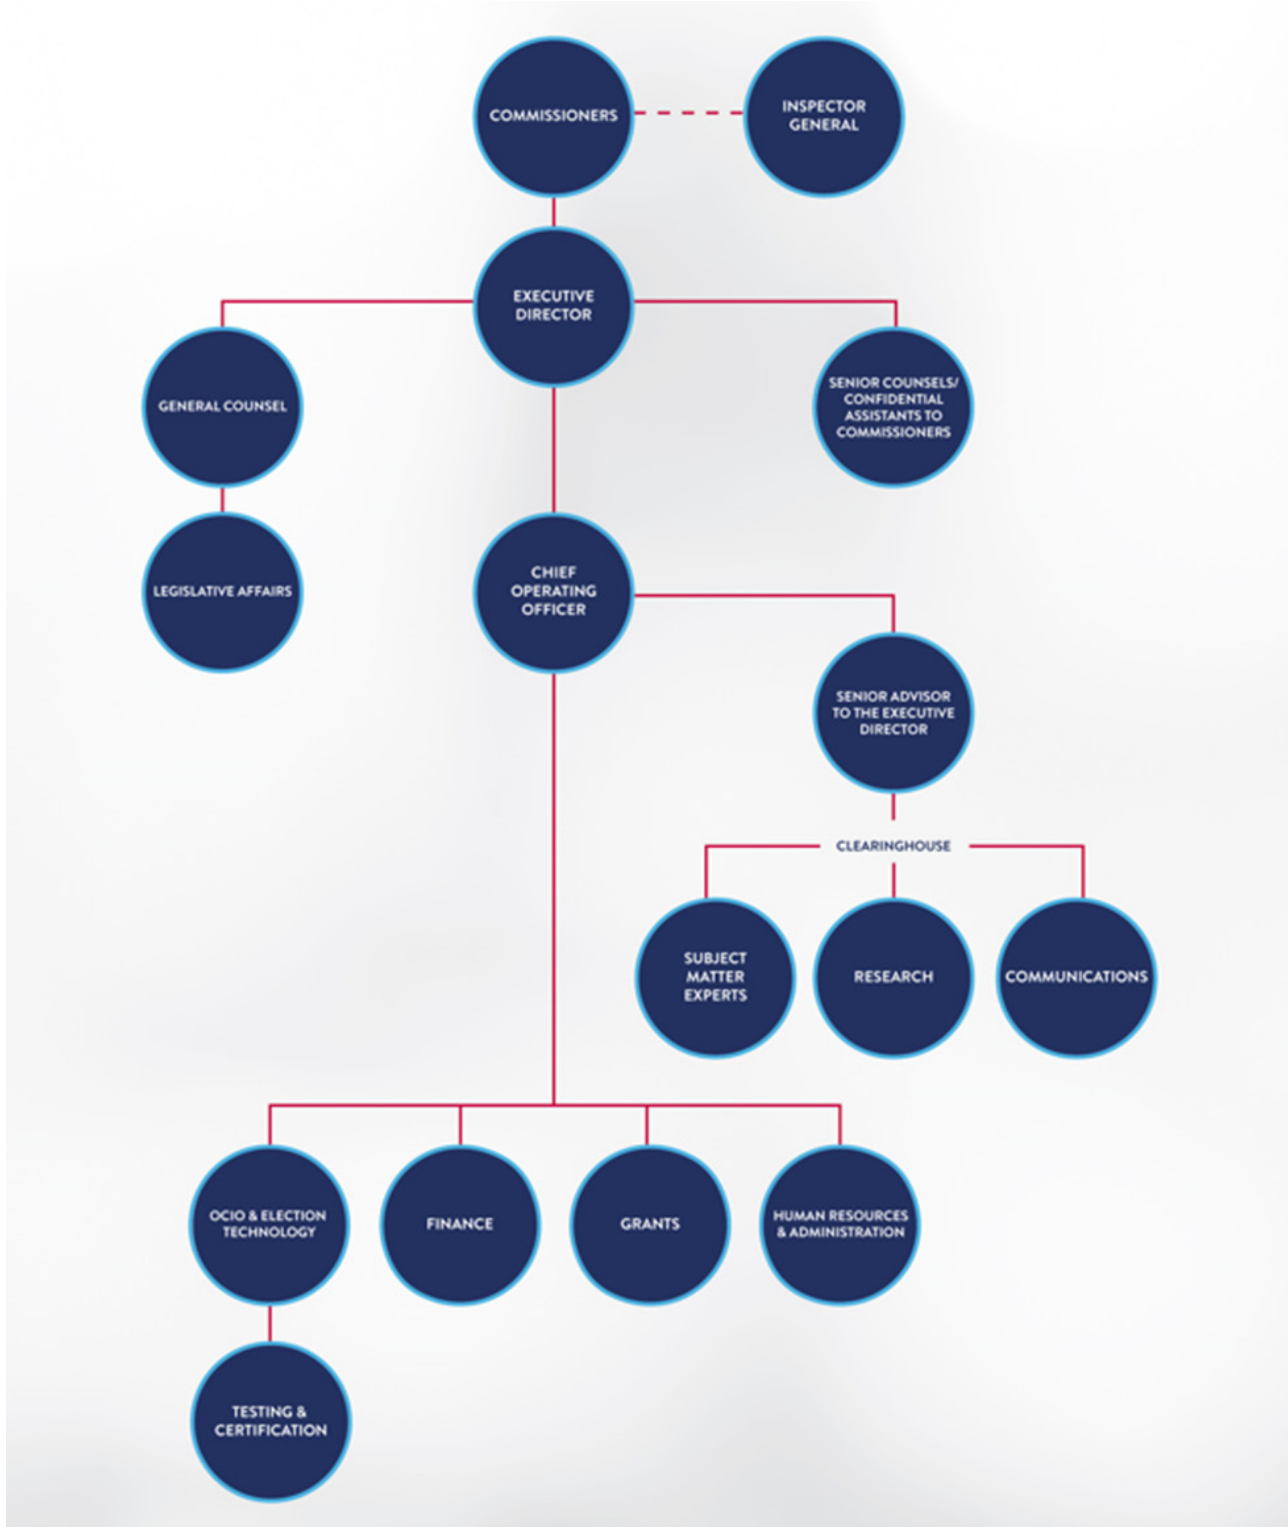 COMMISSIONERS
INSPECTOR
GENERAL
EXECUTIVE
DIRECTOR
GENERAL COUNSEL
SENIOR COUNSELS/
CONFIDENTIAL
ASSISTANTS TO
COMMISSIONERS
LEGISLATIVE AFFAIRS
CHIEF
OPERATING
OFFICER
SENIOR ADVISOR
TO THE EXECUTIVE
DIRECTOR
CLEARINGHOUSE
SUBJECT
MATTER
EXPERTS
RESEARCH
COMMUNICATIONS
OCIO & ELECTION
TECHNOLOGY
FINANCE
GRANTS
HUMAN RESOURCES
& ADMINISTRATION
TESTING &
CERTIFICATION